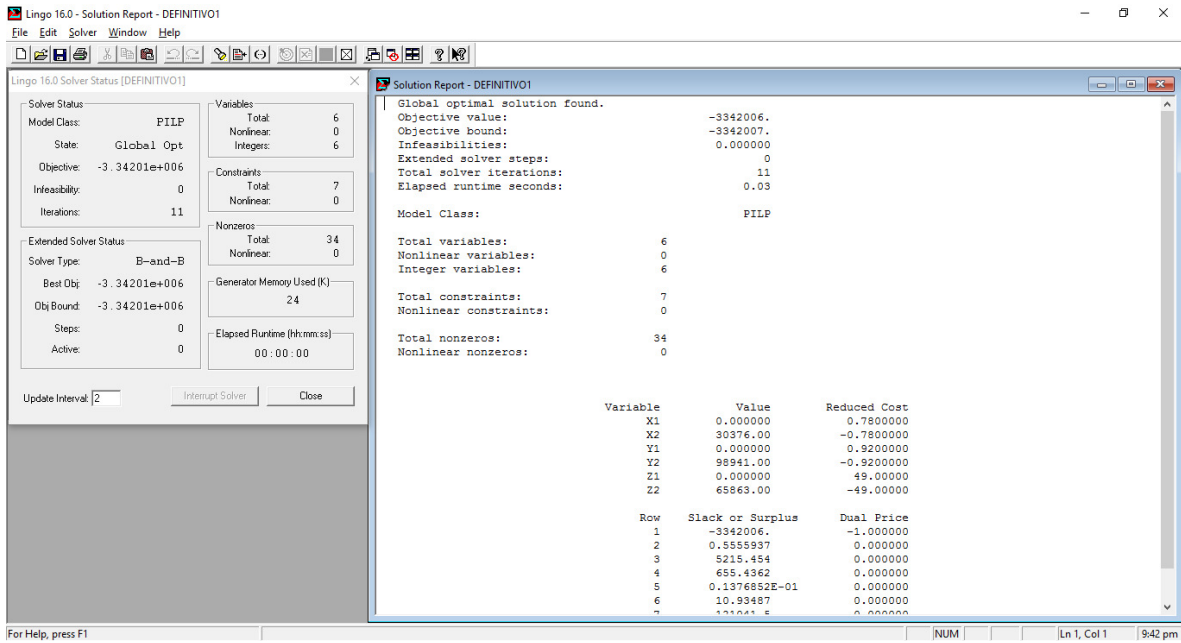 Lingo 16.0 - Solution Report - DEFINITIVO1
File Edit Solver Window Help
Lingo 16.0 Solver Status [DEFINITIVO1]
Solver Status
Model Class: PILP
State: Global Opt
Objective: -3.34201e+006
Infeasibility: 0
Iterations: 11
Extended Solver Status
Solver Type: B-and-B
Best Obj: -3.34201e+006
Obj Bound: -3.34201e+006
Steps: 0
Active: 0
Variables
Total: 6
Nonlinear: 0
Integers: 6
Constraints
Total: 7
Nonlinear: 0
Nonzeros
Total: 34
Nonlinear: 0
Generator Memory Used (K)
24
Elapsed Runtime (hh:mm:ss)
00:00:00
Update Interval: 2
Interrupt Solver
Close
Solution Report - DEFINITIVO1
Global optimal solution found.
Objective value: -3342006.
Objective bound: -3342007.
Infeasibilities: 0.000000
Extended solver steps: 0
Total solver iterations: 11
Elapsed runtime seconds: 0.03
Model Class: PILP
Total variables: 6
Nonlinear variables: 0
Integer variables: 6
Total constraints: 7
Nonlinear constraints: 0
Total nonzeros: 34
Nonlinear nonzeros: 0
Variable Value Reduced Cost
X1 0.000000 0.7800000
X2 30376.00 -0.7800000
Y1 0.000000 0.9200000
Y2 98941.00 -0.9200000
Z1 0.000000 49.00000
Z2 65863.00 -49.00000
Row Slack or Surplus Dual Price
1 -3342006. -1.000000
2 0.5555937 0.000000
3 5215.454 0.000000
4 655.4362 0.000000
5 0.1376852E-01 0.000000
6 10.93487 0.000000
7 131041.5 0.000000
For Help, press F1
NUM
Ln 1, Col 1
9:42 pm